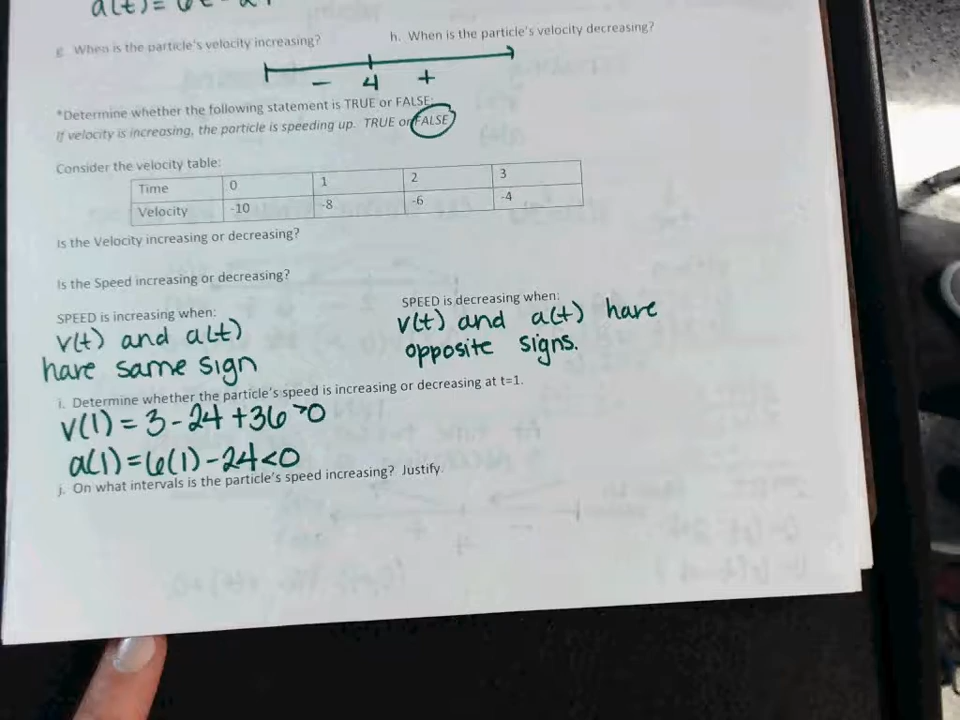 a(t) = 6t - 24
g. When is the particle's velocity increasing?
h. When is the particle's velocity decreasing?
- 4 +
*Determine whether the following statement is TRUE or FALSE:
If velocity is increasing, the particle is speeding up. TRUE or FALSE
Consider the velocity table:
Time 0 1 2 3
Velocity -10 -8 -6 -4
Is the Velocity increasing or decreasing?
Is the Speed increasing or decreasing?
SPEED is increasing when:
v(t) and a(t)
have same sign
SPEED is decreasing when:
v(t) and a(t) have
opposite signs.
i. Determine whether the particle's speed is increasing or decreasing at t=1.
v(1) = 3 - 24 + 36 > 0
a(1) = 6(1) - 24 < 0
j. On what intervals is the particle's speed increasing? Justify.